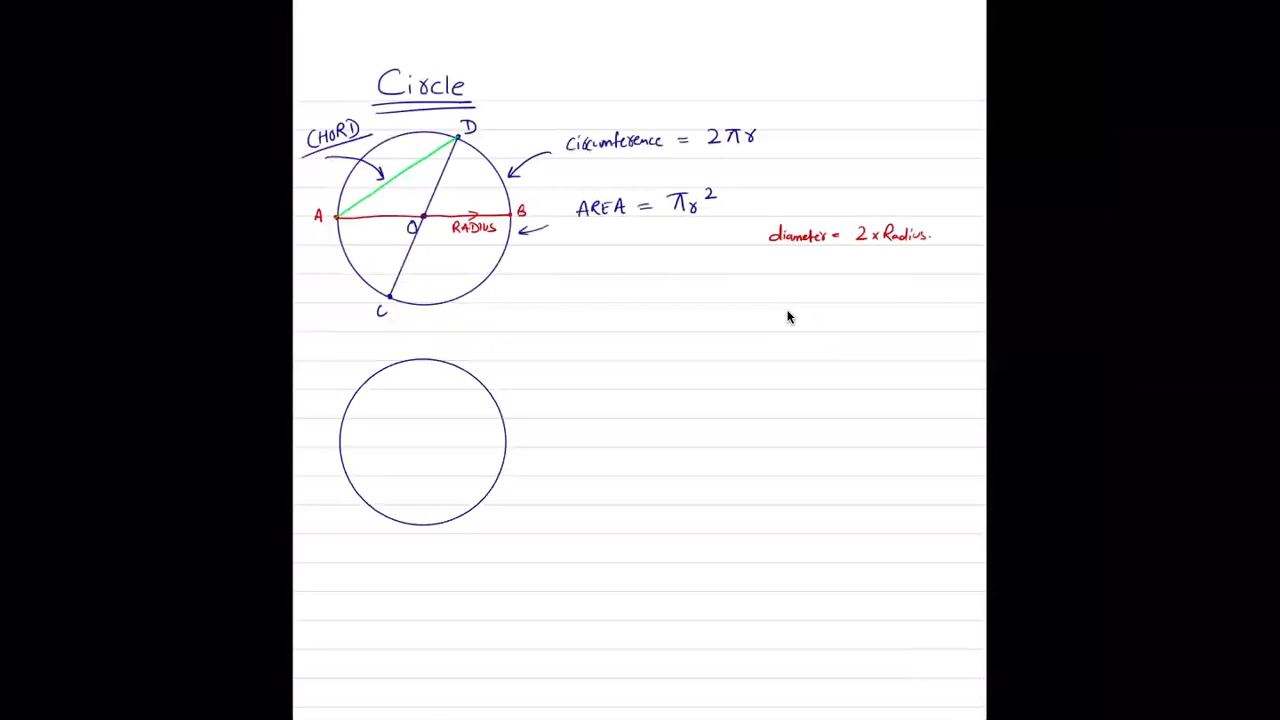 Circle
CHORD
D
Circumference = 2πr
A
O
RADIUS
B
AREA = πr²
diameter = 2 x Radius.
C